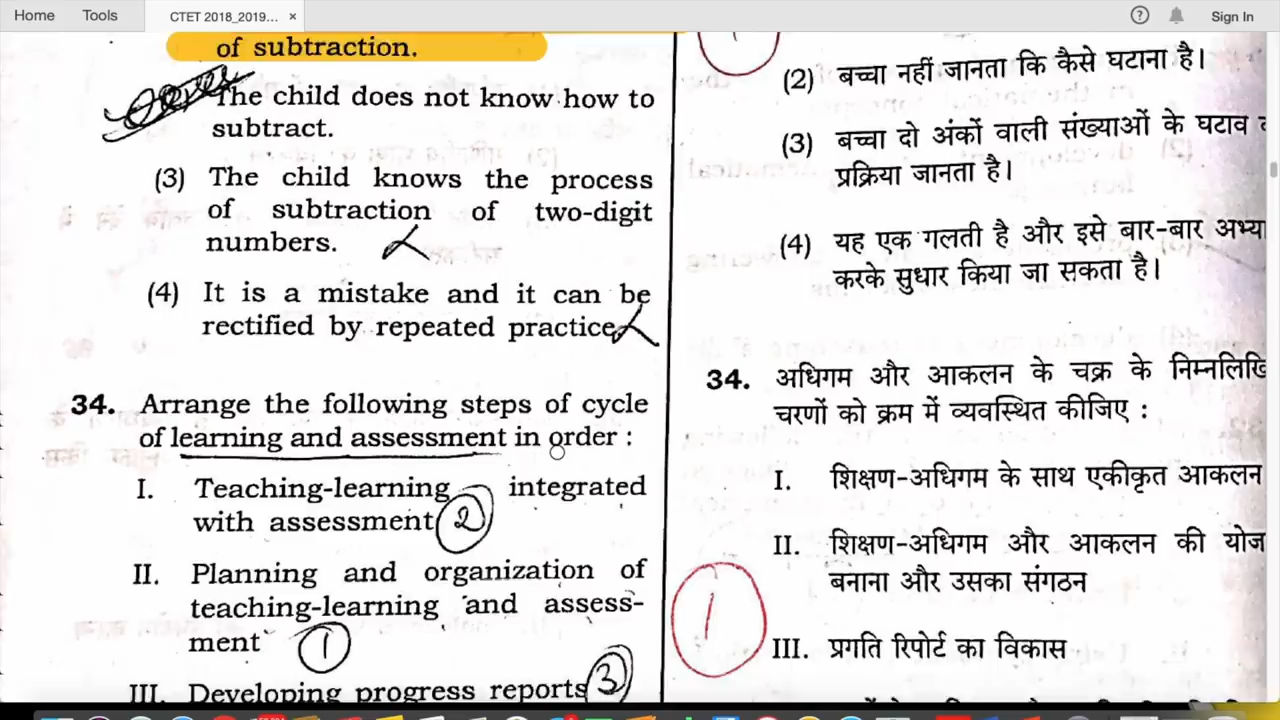 Home Tools CTET 2018_2019... × Sign In
of subtraction.
The child does not know how to
subtract.
(3) The child knows the process
of subtraction of two-digit
numbers.
(4) It is a mistake and it can be
rectified by repeated practice
34. Arrange the following steps of cycle
of learning and assessment in order :
I. Teaching-learning integrated
with assessment 2
II. Planning and organization of
teaching-learning and assess-
ment 1
III. Developing progress reports 3
(2) बच्चा नहीं जानता कि कैसे घटाना है।
(3) बच्चा दो अंकों वाली संख्याओं के घटाव
प्रक्रिया जानता है।
(4) यह एक गलती है और इसे बार-बार अभ्या
करके सुधार किया जा सकता है।
34. अधिगम और आकलन के चक्र के निम्नलिखि
चरणों को क्रम में व्यवस्थित कीजिए :
I. शिक्षण-अधिगम के साथ एकीकृत आकलन
II. शिक्षण-अधिगम और आकलन की योज
बनाना और उसका संगठन
1
III. प्रगति रिपोर्ट का विकास